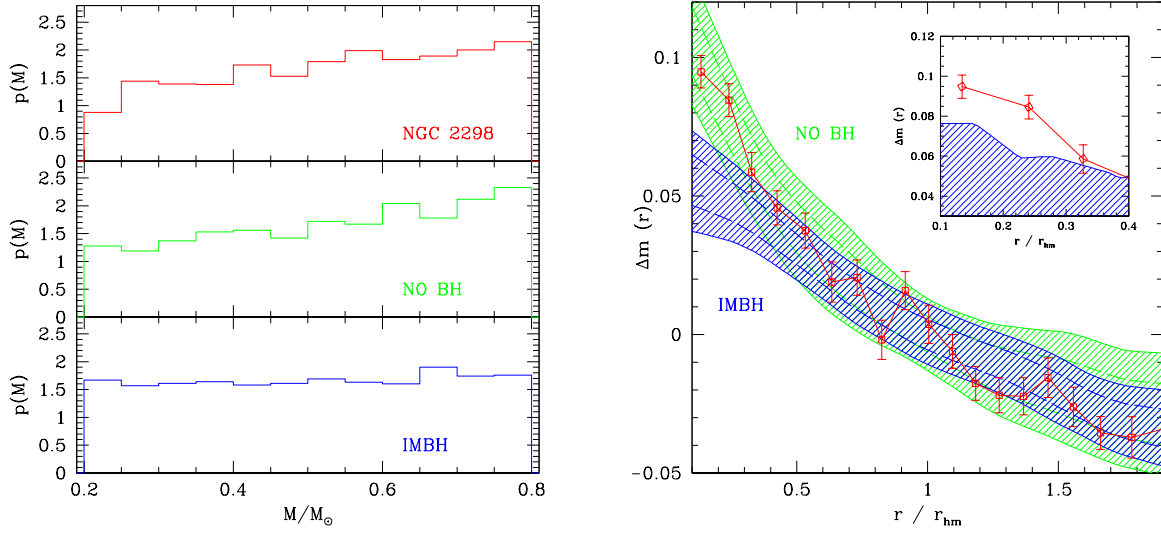 2.5
2
1.5
1
0.5
0
p(M)
NGC 2298
2.5
2
1.5
1
0.5
0
p(M)
NO BH
2.5
2
1.5
1
0.5
0
p(M)
IMBH
0.2 0.4 0.6 0.8
M/M⊙
0.1
0.05
0
−0.05
Δm (r)
NO BH
IMBH
0.5 1 1.5
r / r_hm
0.12
0.1
0.08
0.06
0.04
Δm (r)
0.1 0.2 0.3 0.4
r / r_hm